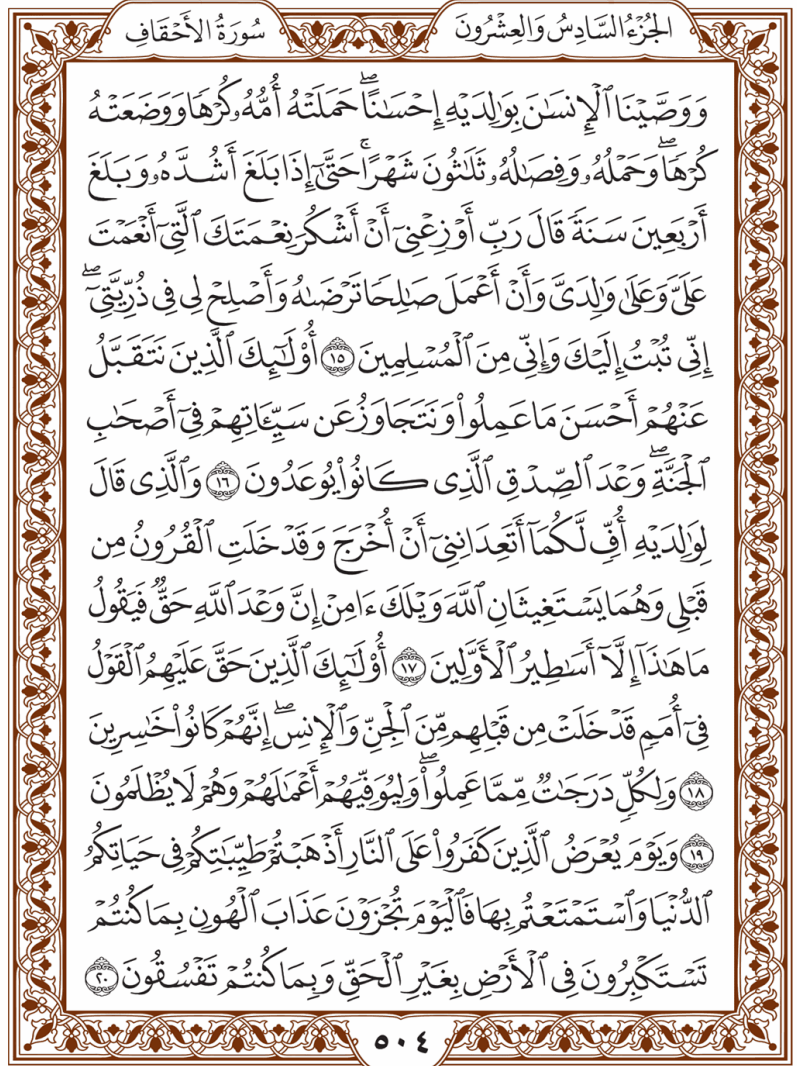 الجُزْءُ السَّادِسُ وَالعِشْرُونَ
سُورَةُ الأَحْقَافِ
وَوَصَّيْنَا ٱلْإِنسَٰنَ بِوَٰلِدَيْهِ إِحْسَٰنًاۖ حَمَلَتْهُ أُمُّهُۥ كُرْهًا وَوَضَعَتْهُ
كُرْهًاۖ وَحَمْلُهُۥ وَفِصَٰلُهُۥ ثَلَٰثُونَ شَهْرًاۚ حَتَّىٰٓ إِذَا بَلَغَ أَشُدَّهُۥ وَبَلَغَ
أَرْبَعِينَ سَنَةً قَالَ رَبِّ أَوْزِعْنِىٓ أَنْ أَشْكُرَ نِعْمَتَكَ ٱلَّتِىٓ أَنْعَمْتَ
عَلَىَّ وَعَلَىٰ وَٰلِدَىَّ وَأَنْ أَعْمَلَ صَٰلِحًا تَرْضَىٰهُ وَأَصْلِحْ لِى فِى ذُرِّيَّتِىٓۖ
إِنِّى تُبْتُ إِلَيْكَ وَإِنِّى مِنَ ٱلْمُسْلِمِينَ ١٥ أُو۟لَٰٓئِكَ ٱلَّذِينَ نَتَقَبَّلُ
عَنْهُمْ أَحْسَنَ مَا عَمِلُوا۟ وَنَتَجَاوَزُ عَن سَيِّـَٔاتِهِمْ فِىٓ أَصْحَٰبِ
ٱلْجَنَّةِۖ وَعْدَ ٱلصِّدْقِ ٱلَّذِى كَانُوا۟ يُوعَدُونَ ١٦ وَٱلَّذِى قَالَ
لِوَٰلِدَيْهِ أُفٍّ لَّكُمَآ أَتَعِدَانِنِىٓ أَنْ أُخْرَجَ وَقَدْ خَلَتِ ٱلْقُرُونُ مِن
قَبْلِى وَهُمَا يَسْتَغِيثَانِ ٱللَّهَ وَيْلَكَ ءَامِنْ إِنَّ وَعْدَ ٱللَّهِ حَقٌّ فَيَقُولُ
مَا هَٰذَآ إِلَّآ أَسَٰطِيرُ ٱلْأَوَّلِينَ ١٧ أُو۟لَٰٓئِكَ ٱلَّذِينَ حَقَّ عَلَيْهِمُ ٱلْقَوْلُ
فِىٓ أُمَمٍ قَدْ خَلَتْ مِن قَبْلِهِم مِّنَ ٱلْجِنِّ وَٱلْإِنسِۖ إِنَّهُمْ كَانُوا۟ خَٰسِرِينَ
١٨ وَلِكُلٍّ دَرَجَٰتٌ مِّمَّا عَمِلُوا۟ۖ وَلِيُوَفِّيَهُمْ أَعْمَٰلَهُمْ وَهُمْ لَا يُظْلَمُونَ
١٩ وَيَوْمَ يُعْرَضُ ٱلَّذِينَ كَفَرُوا۟ عَلَى ٱلنَّارِ أَذْهَبْتُمْ طَيِّبَٰتِكُمْ فِى حَيَاتِكُمُ
ٱلدُّنْيَا وَٱسْتَمْتَعْتُم بِهَا فَٱلْيَوْمَ تُجْزَوْنَ عَذَابَ ٱلْهُونِ بِمَا كُنتُمْ
تَسْتَكْبِرُونَ فِى ٱلْأَرْضِ بِغَيْرِ ٱلْحَقِّ وَبِمَا كُنتُمْ تَفْسُقُونَ ٢٠
٥٠٤